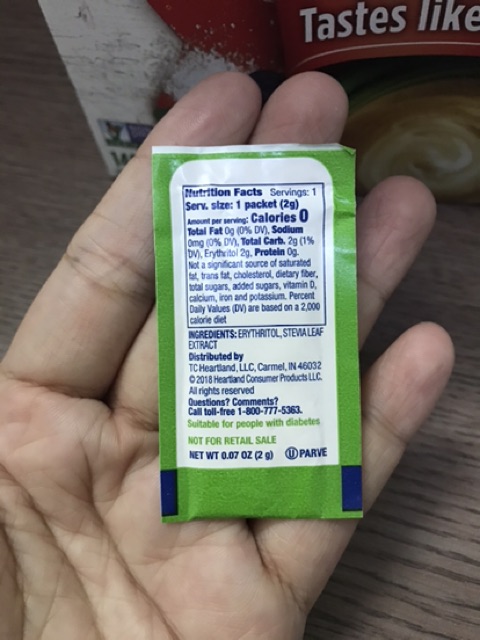 Tastes like
Nutrition Facts Servings: 1
Serv. size: 1 packet (2g)
Amount per serving: Calories 0
Total Fat 0g (0% DV), Sodium
0mg (0% DV), Total Carb. 2g (1%
DV), Erythritol 2g, Protein 0g.
Not a significant source of saturated
fat, trans fat, cholesterol, dietary fiber,
total sugars, added sugars, vitamin D,
calcium, iron and potassium. Percent
Daily Values (DV) are based on a 2,000
calorie diet
INGREDIENTS: ERYTHRITOL, STEVIA LEAF
EXTRACT
Distributed by
TC Heartland, LLC, Carmel, IN 46032
© 2018 Heartland Consumer Products LLC.
All rights reserved
Questions? Comments?
Call toll-free 1-800-777-5363.
Suitable for people with diabetes
NOT FOR RETAIL SALE
NET WT 0.07 OZ (2 g) U PARVE